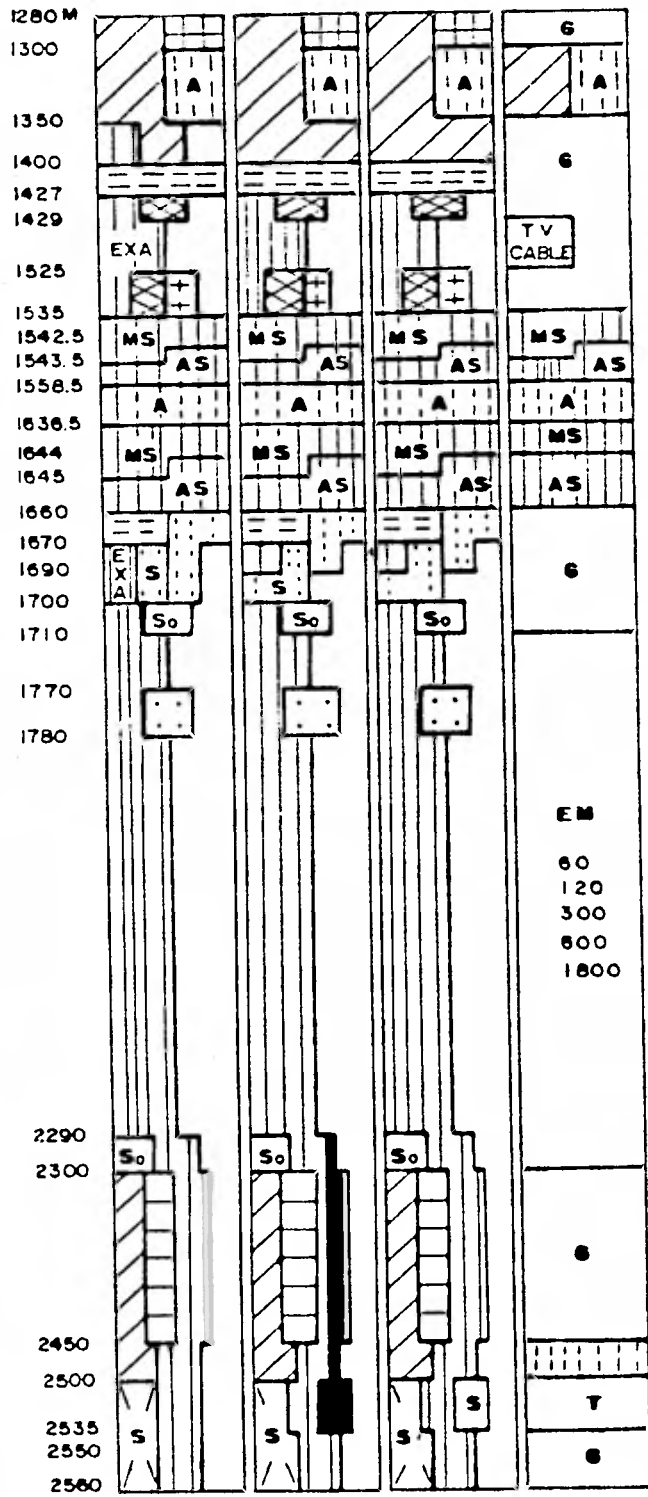 1280 M
G
1300
A A A A
1350
1400
G
1427
1429
TV
CABLE
EXA
1525
1535
1542.5 MS MS MS MS
1543.5 AS AS AS AS
1558.5
A A A A
1636.5
1644 MS MS MS MS
1645
AS AS AS AS
1660
1670
EXA S S G
1690
1700
So So So
1710
1770
1780
EM
60
120
300
600
1800
2290
So So So
2300
G
2450
2500
S T
2535
S S S
2550 G
2560